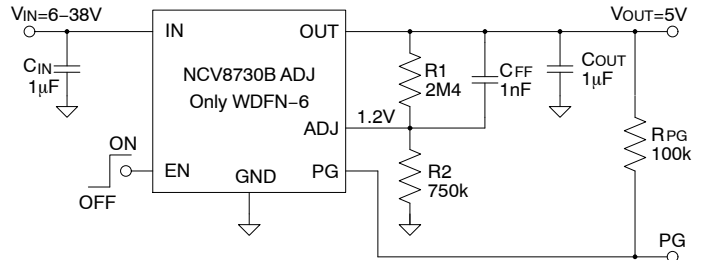 VIN=6–38V
VOUT=5V
IN
OUT
CIN
1μF
NCV8730B ADJ
Only WDFN–6
R1
2M4
CFF
1nF
COUT
1μF
1.2V
ADJ
RPG
100k
ON
OFF
EN
GND
PG
R2
750k
PG